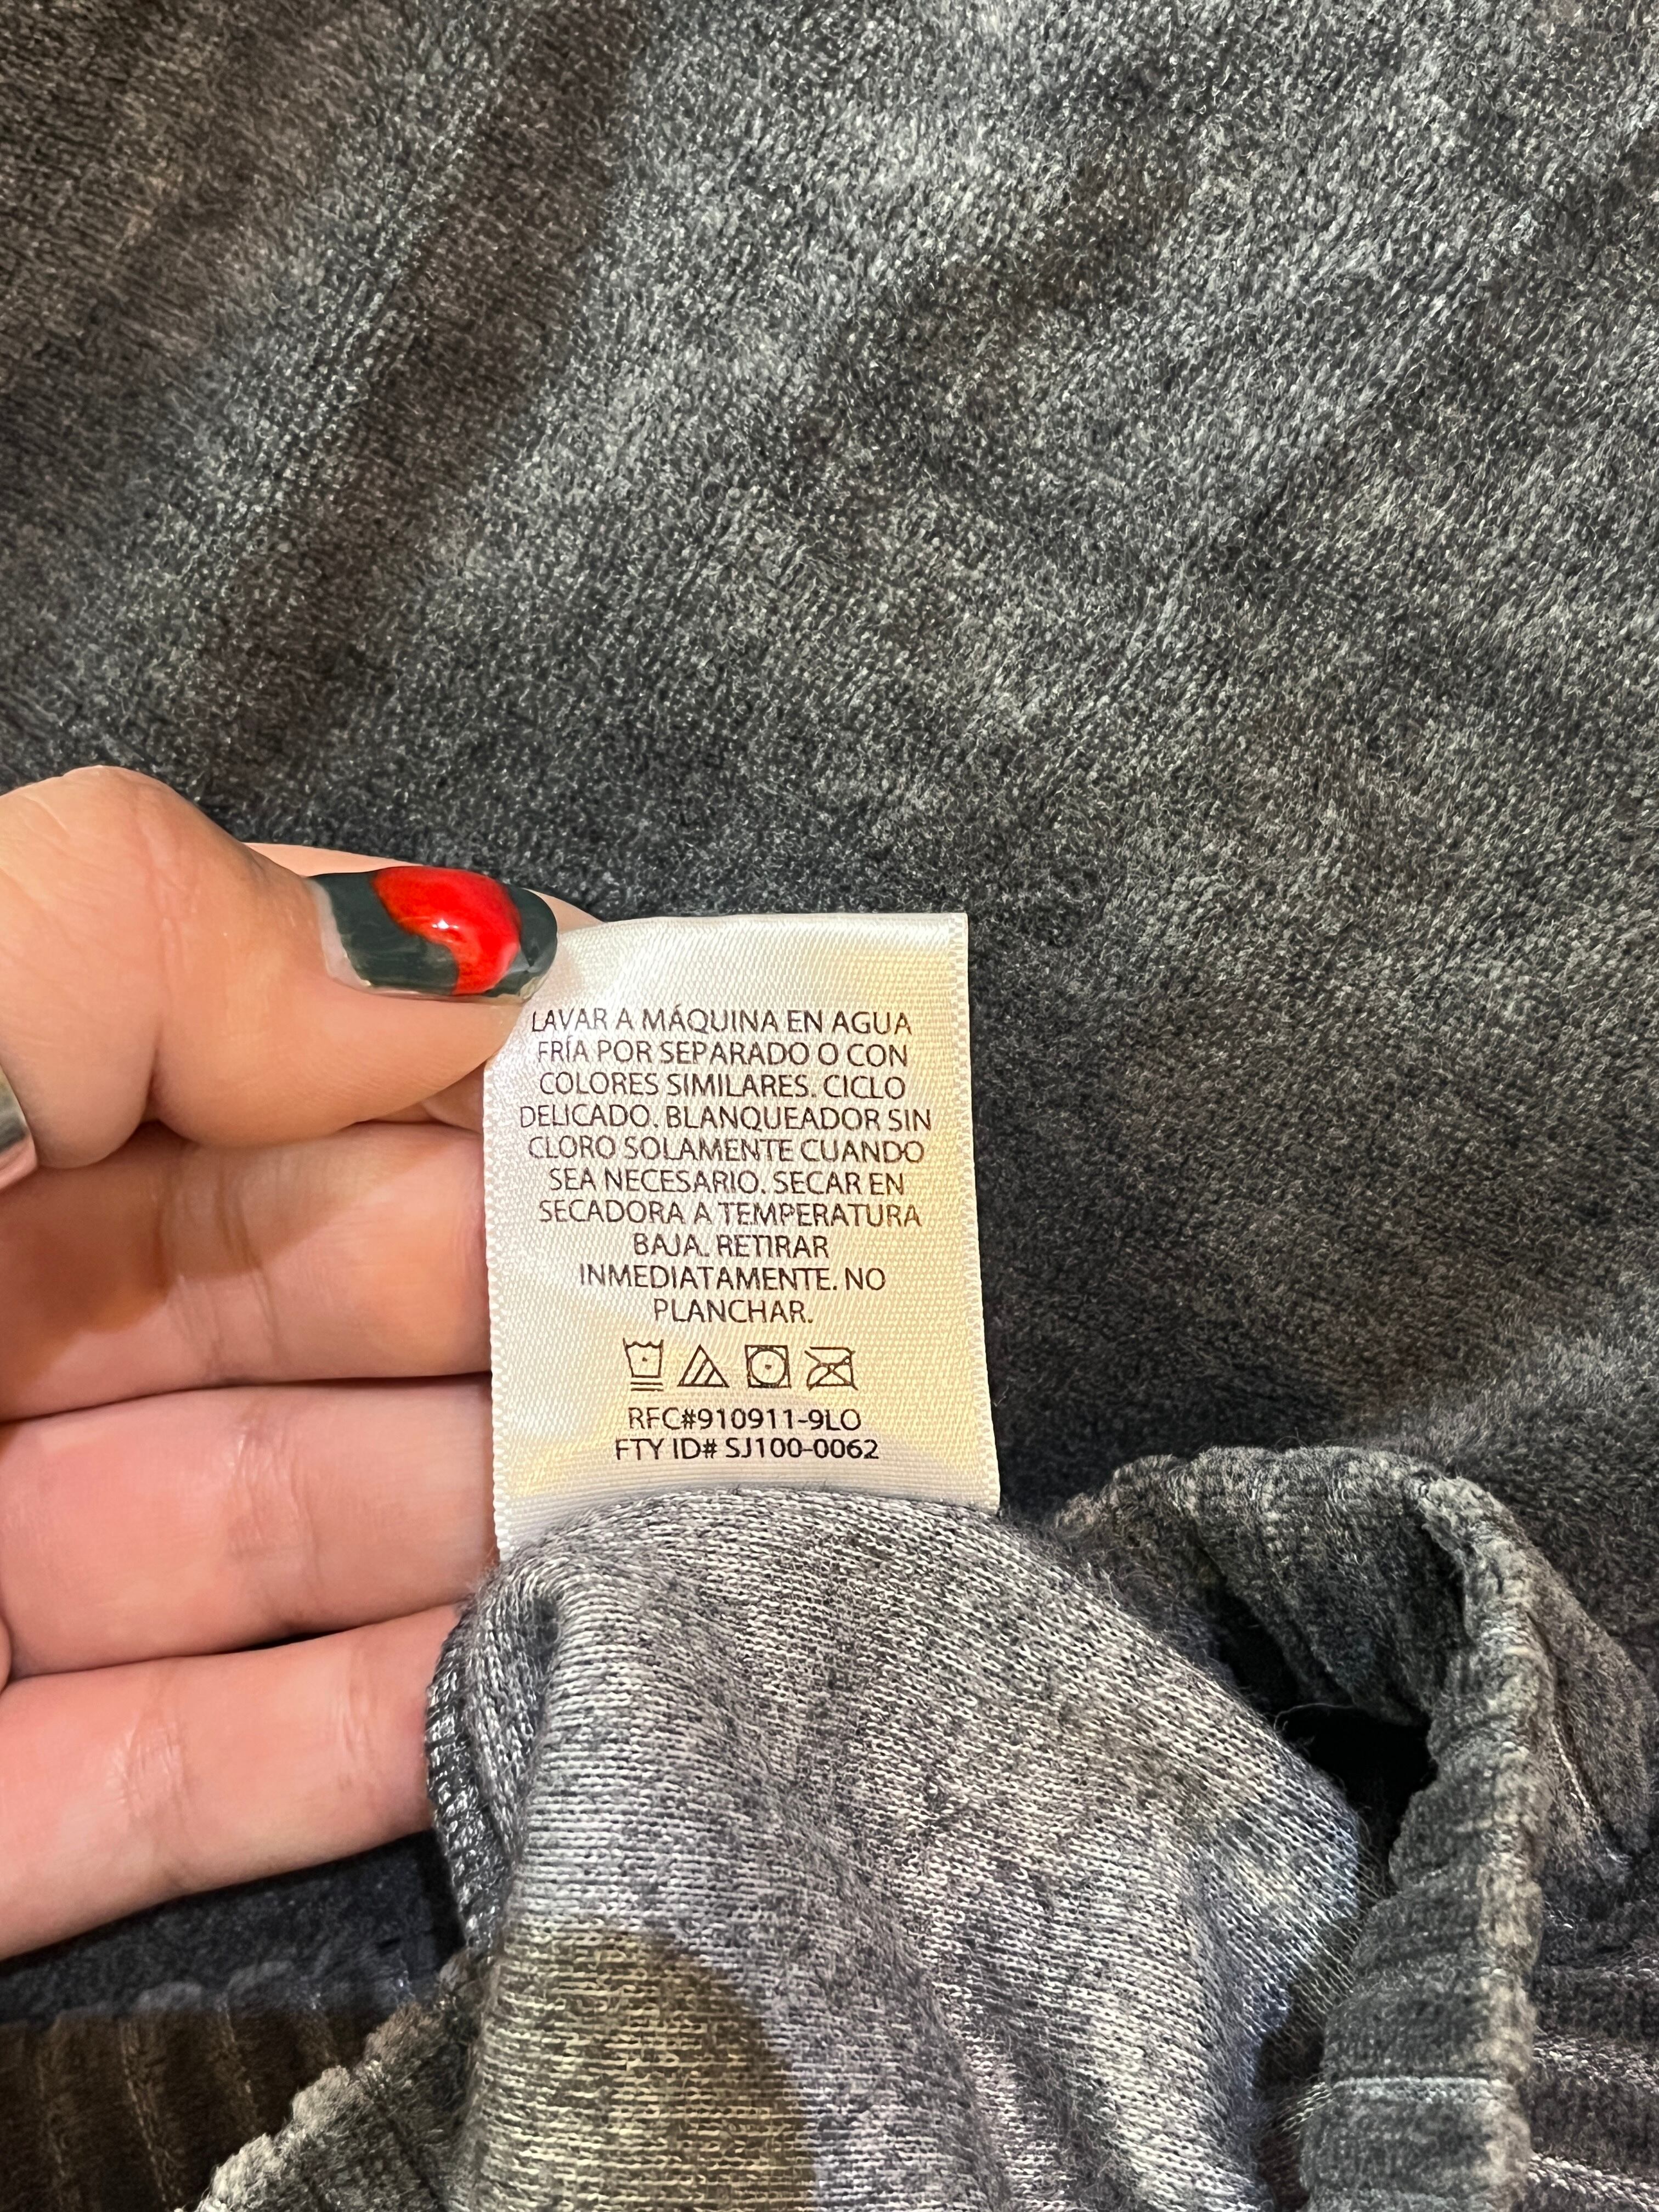 LAVAR A MÁQUINA EN AGUA
FRÍA POR SEPARADO O CON
COLORES SIMILARES. CICLO
DELICADO. BLANQUEADOR SIN
CLORO SOLAMENTE CUANDO
SEA NECESARIO. SECAR EN
SECADORA A TEMPERATURA
BAJA. RETIRAR
INMEDIATAMENTE. NO
PLANCHAR.
RFC#910911-9LO
FTY ID# SJ100-0062